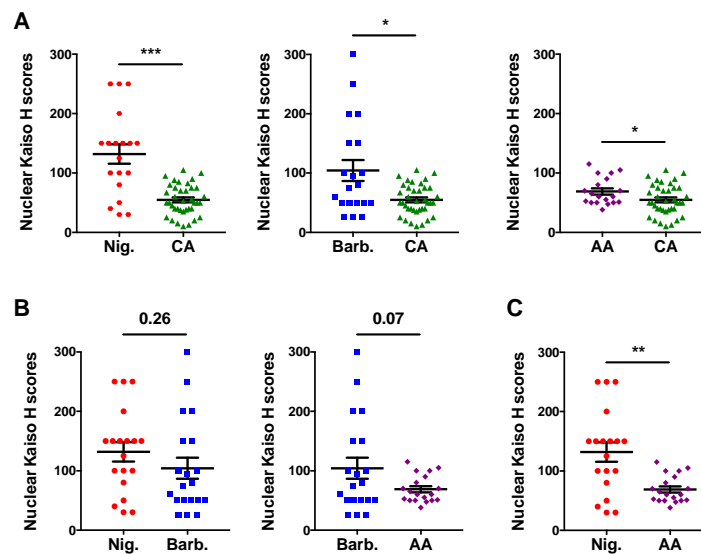 A
Nuclear Kaiso H scores
300
200
100
0
***
Nig.
CA
Nuclear Kaiso H scores
300
200
100
0
*
Barb.
CA
Nuclear Kaiso H scores
300
200
100
0
*
AA
CA
B
Nuclear Kaiso H scores
300
200
100
0
0.26
Nig.
Barb.
Nuclear Kaiso H scores
300
200
100
0
0.07
Barb.
AA
C
Nuclear Kaiso H scores
300
200
100
0
**
Nig.
AA